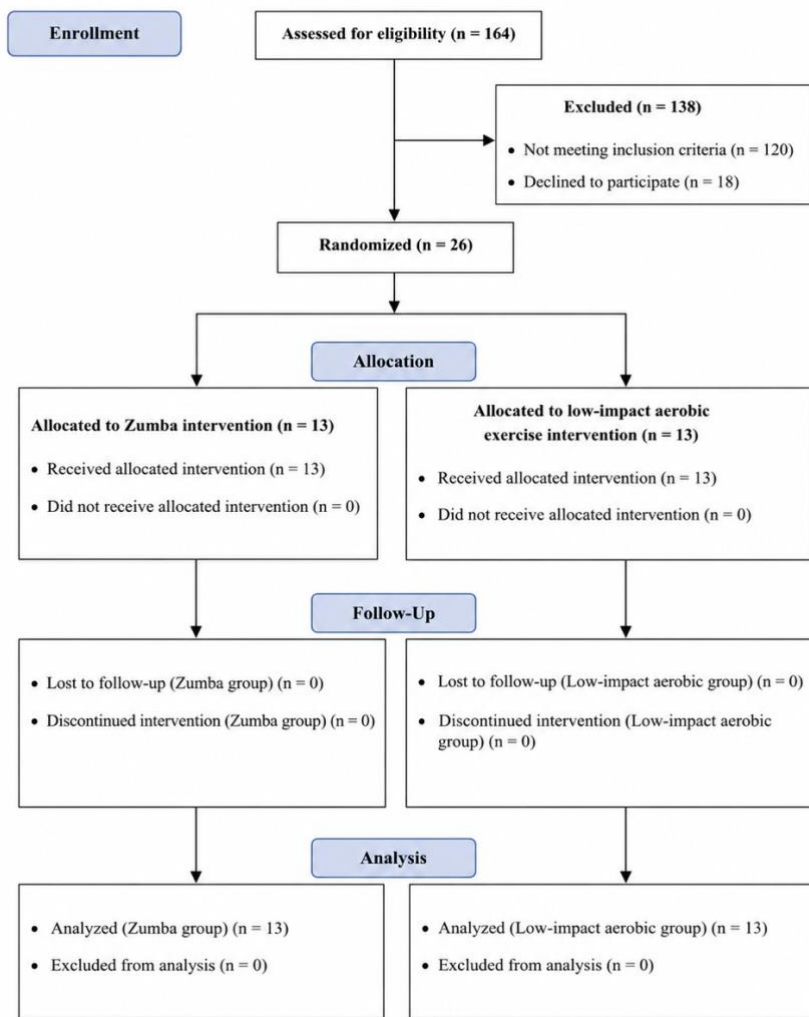 Enrollment
Assessed for eligibility (n = 164)
Excluded (n = 138)
• Not meeting inclusion criteria (n = 120)
• Declined to participate (n = 18)
Randomized (n = 26)
Allocation
Allocated to Zumba intervention (n = 13)
• Received allocated intervention (n = 13)
• Did not receive allocated intervention (n = 0)
Allocated to low-impact aerobic
exercise intervention (n = 13)
• Received allocated intervention (n = 13)
• Did not receive allocated intervention (n = 0)
Follow-Up
• Lost to follow-up (Zumba group) (n = 0)
• Discontinued intervention (Zumba group) (n = 0)
• Lost to follow-up (Low-impact aerobic group) (n = 0)
• Discontinued intervention (Low-impact aerobic
group) (n = 0)
Analysis
• Analyzed (Zumba group) (n = 13)
• Excluded from analysis (n = 0)
• Analyzed (Low-impact aerobic group) (n = 13)
• Excluded from analysis (n = 0)